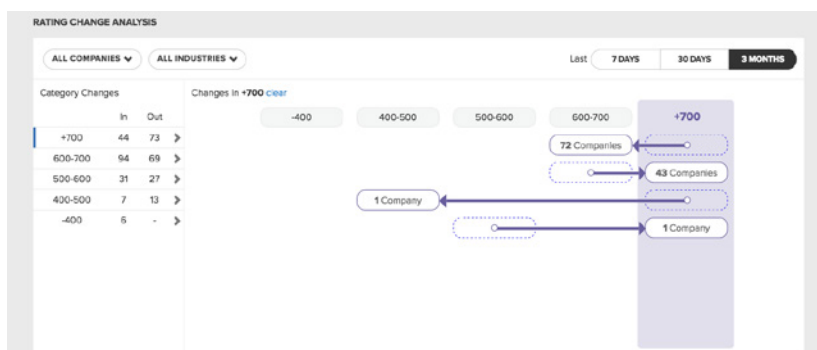 RATING CHANGE ANALYSIS
ALL COMPANIES ALL INDUSTRIES Last 7 DAYS 30 DAYS 3 MONTHS
Category Changes Changes in +700 clear
In Out -400 400-500 500-600 600-700 +700
+700 44 73 72 Companies
600-700 94 69 43 Companies
500-600 31 27
400-500 7 13 1 Company
-400 6 - 1 Company